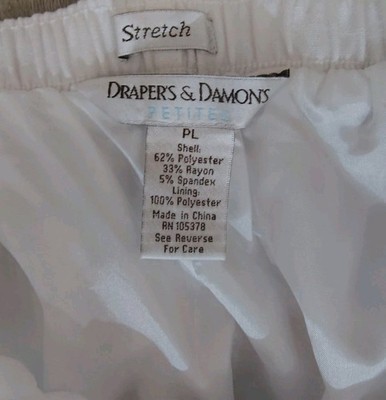 Stretch
DRAPER'S & DAMON'S
PETITES
PL
Shell:
62% Polyester
33% Rayon
5% Spandex
Lining:
100% Polyester
Made in China
RN 105378
See Reverse
For Care